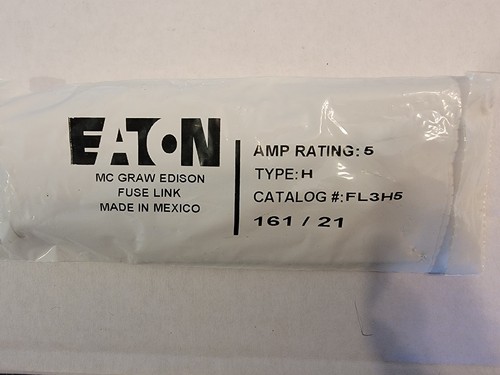 EATON
MC GRAW EDISON
FUSE LINK
MADE IN MEXICO
AMP RATING: 5
TYPE: H
CATALOG #: FL3H5
161 / 21